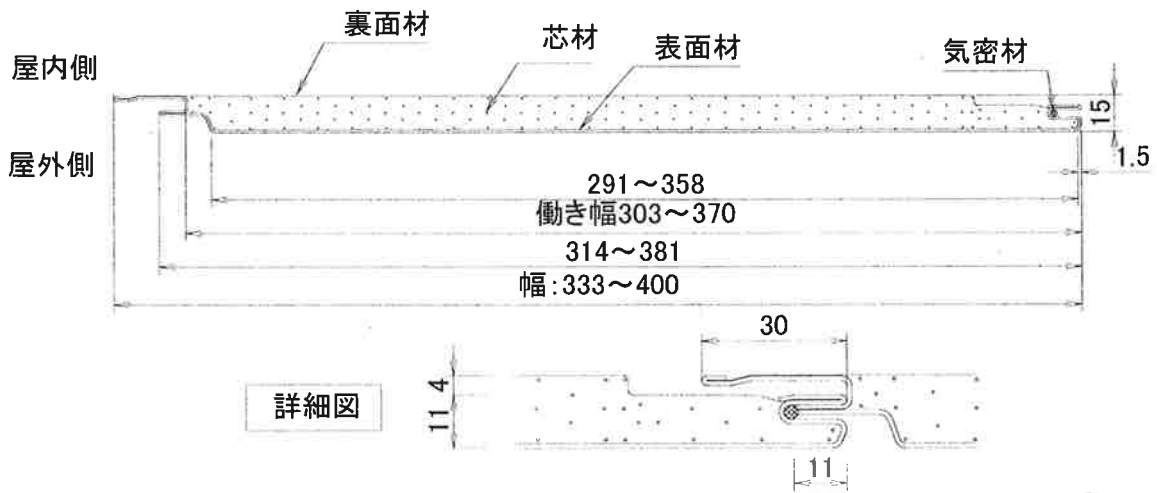 裏面材
芯材
表面材
気密材
屋内側
屋外側
15
1.5
291～358
働き幅303～370
314～381
幅:333～400
30
詳細図
4
11
11